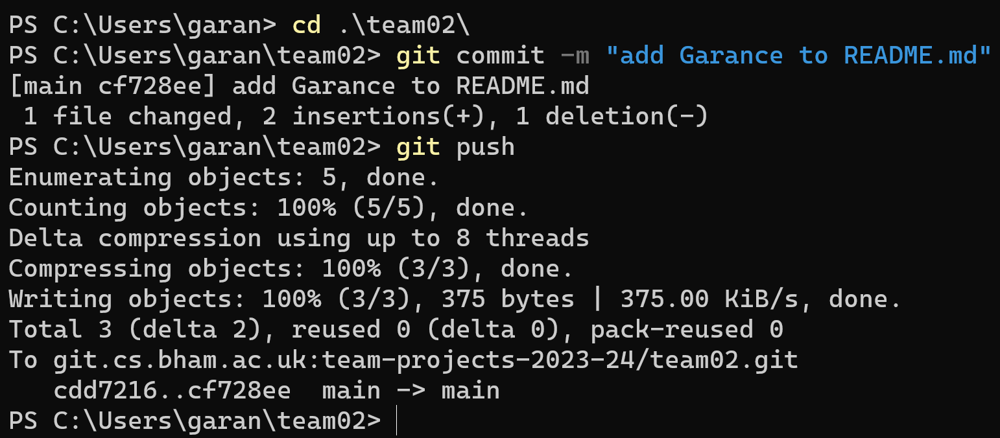 PS C:\Users\garan> cd .\team02\
PS C:\Users\garan\team02> git commit -m "add Garance to README.md"
[main cf728ee] add Garance to README.md
 1 file changed, 2 insertions(+), 1 deletion(-)
PS C:\Users\garan\team02> git push
Enumerating objects: 5, done.
Counting objects: 100% (5/5), done.
Delta compression using up to 8 threads
Compressing objects: 100% (3/3), done.
Writing objects: 100% (3/3), 375 bytes | 375.00 KiB/s, done.
Total 3 (delta 2), reused 0 (delta 0), pack-reused 0
To git.cs.bham.ac.uk:team-projects-2023-24/team02.git
   cdd7216..cf728ee  main -> main
PS C:\Users\garan\team02>